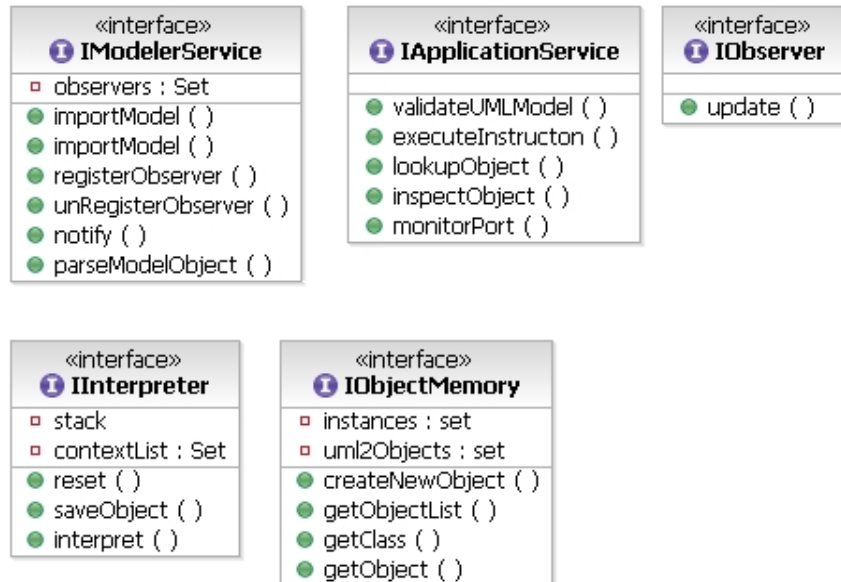 «interface»
IModelerService
observers : Set
importModel ( )
importModel ( )
registerObserver ( )
unRegisterObserver ( )
notify ( )
parseModelObject ( )
«interface»
IApplicationService
validateUMLModel ( )
executeInstructon ( )
lookupObject ( )
inspectObject ( )
monitorPort ( )
«interface»
IObserver
update ( )
«interface»
IInterpreter
stack
contextList : Set
reset ( )
saveObject ( )
interpret ( )
«interface»
IObjectMemory
instances : set
uml2Objects : set
createNewObject ( )
getObjectList ( )
getClass ( )
getObject ( )